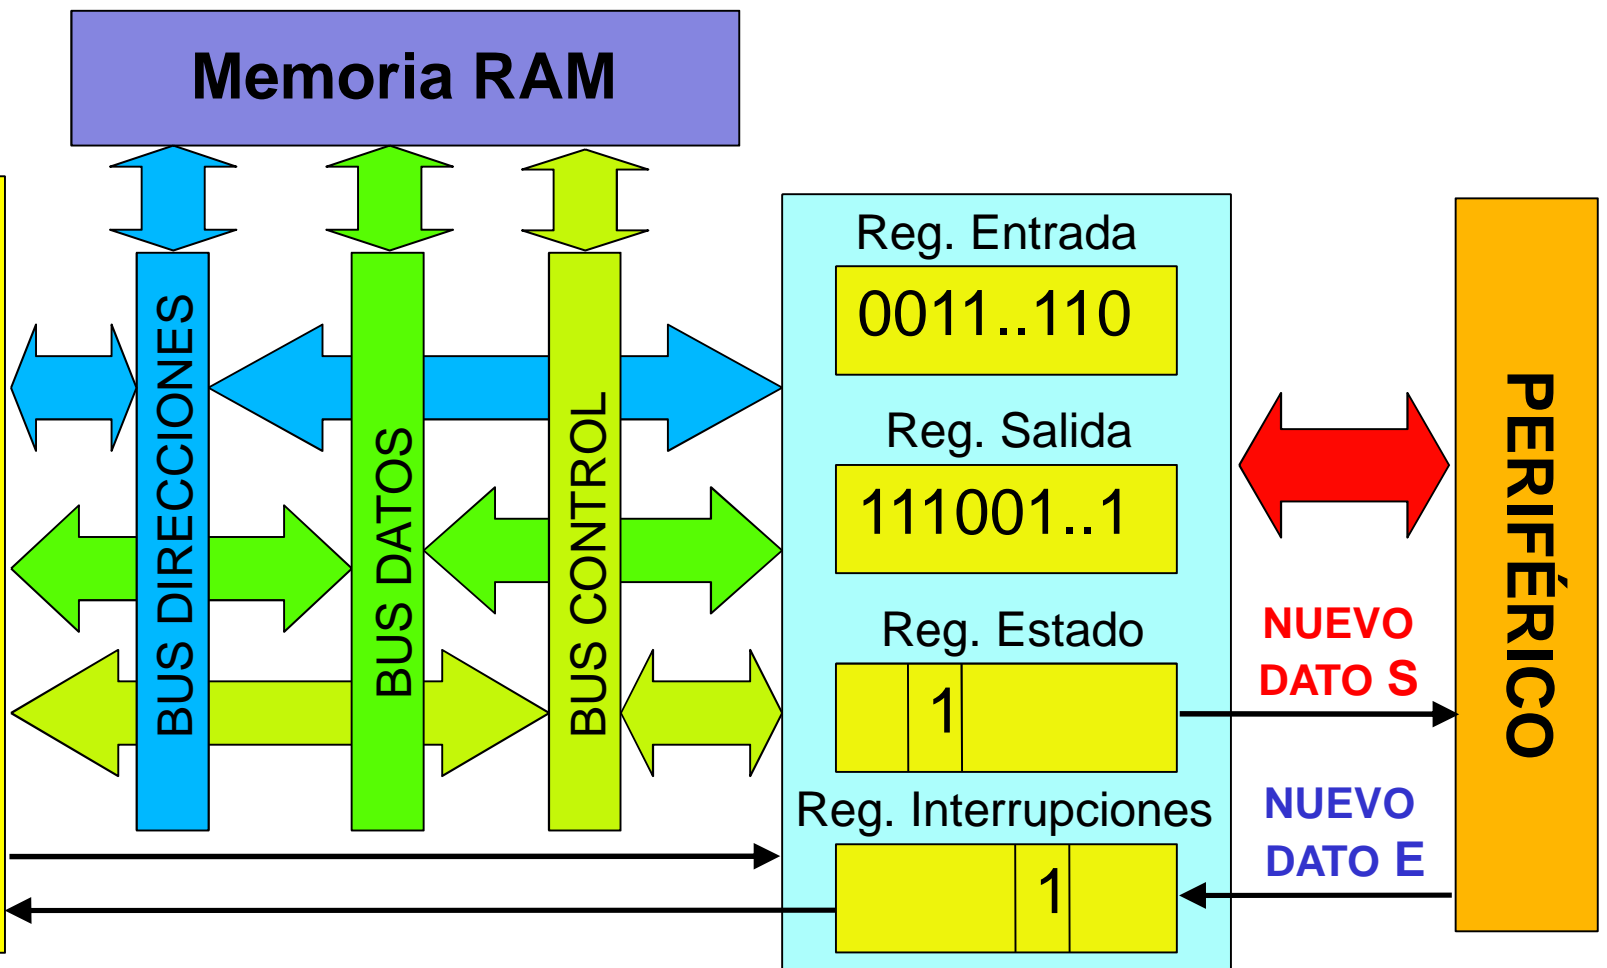 Memoria RAM
BUS DIRECCIONES
BUS DATOS
BUS CONTROL
Reg. Entrada
0011..110
Reg. Salida
111001..1
Reg. Estado
1
Reg. Interrupciones
1
NUEVO
DATO S
NUEVO
DATO E
PERIFÉRICO